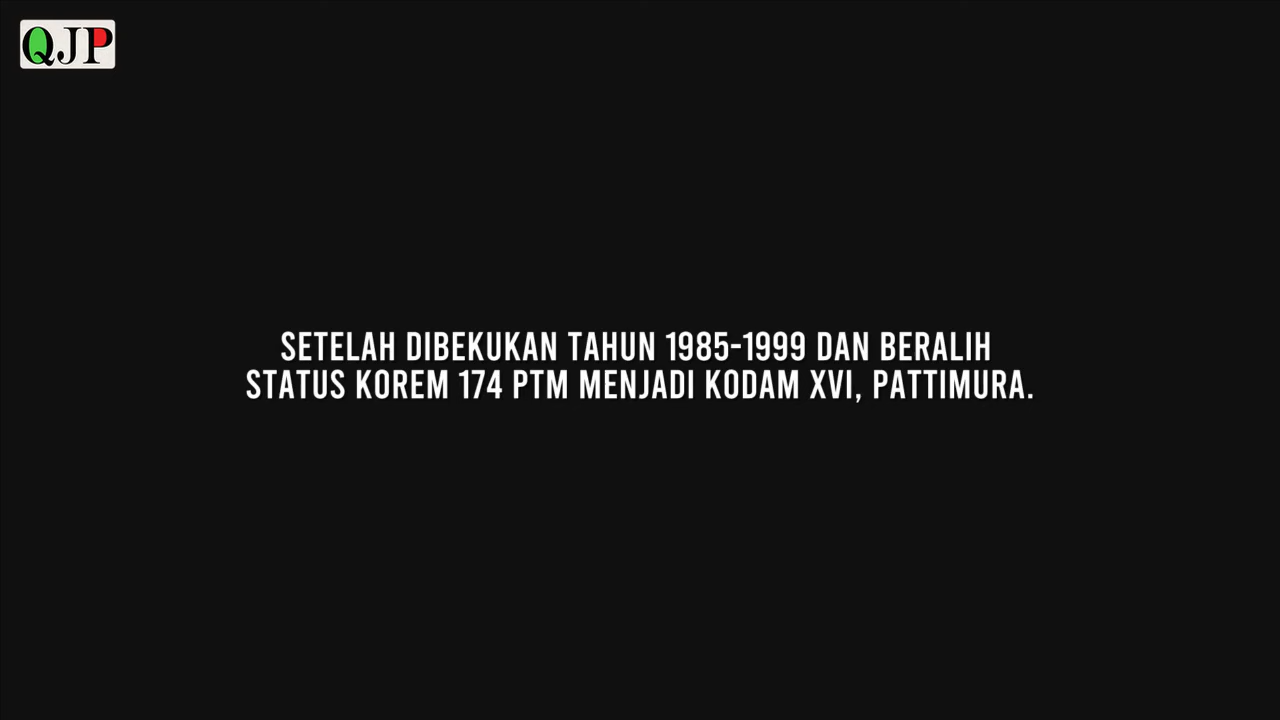 QJP
SETELAH DIBEKUKAN TAHUN 1985-1999 DAN BERALIH
STATUS KOREM 174 PTM MENJADI KODAM XVI, PATTIMURA.